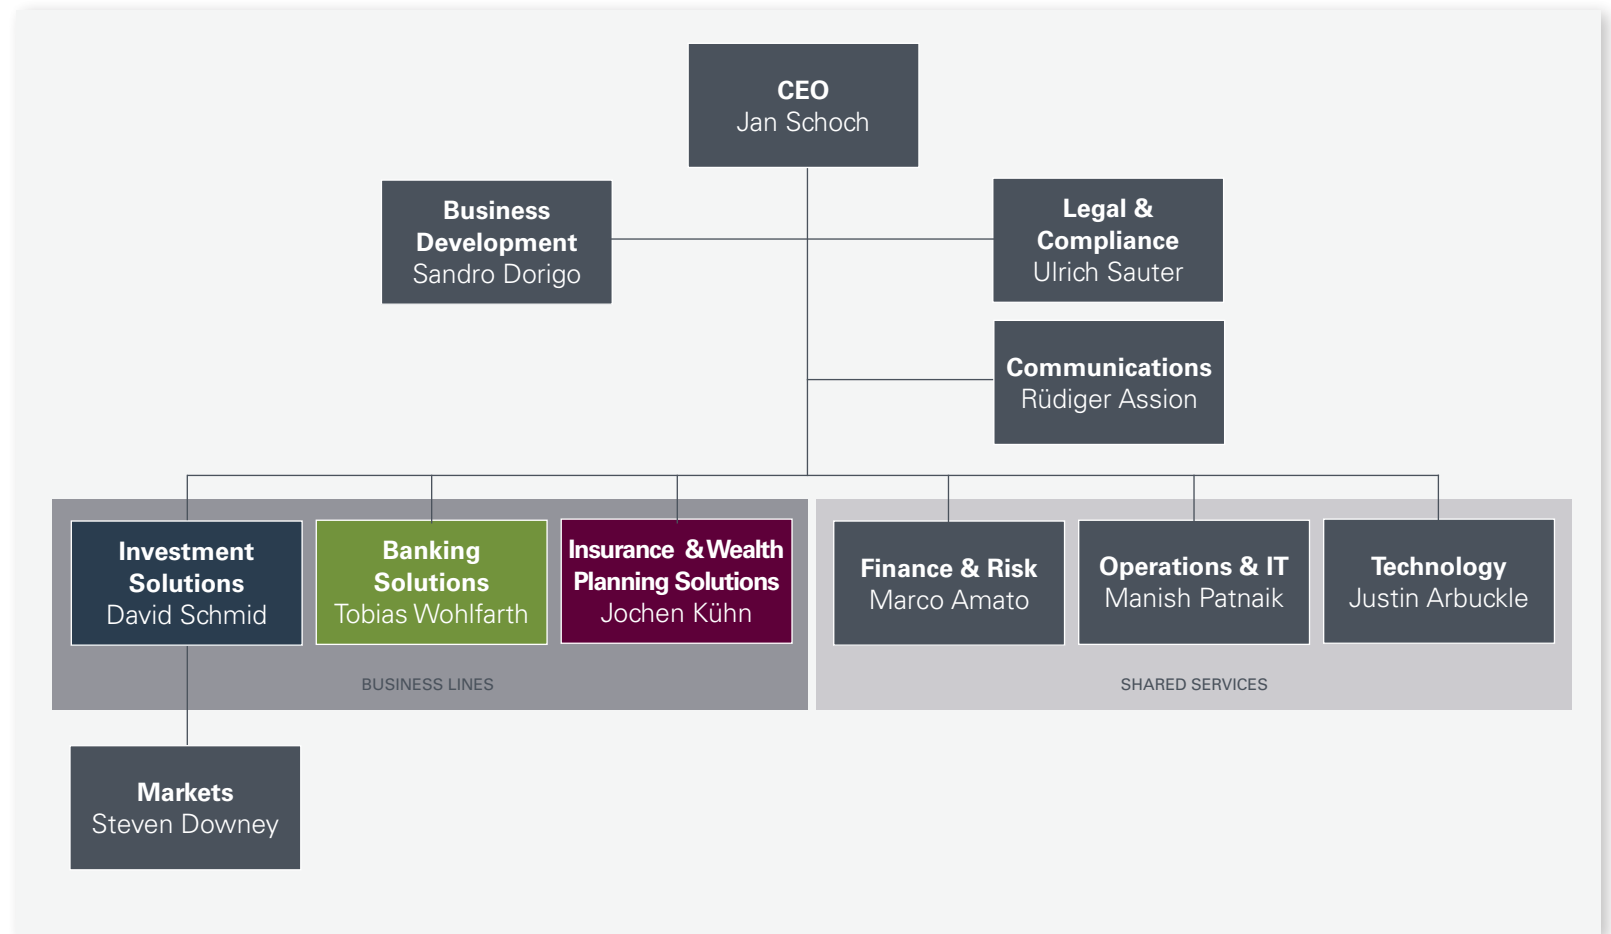 CEO
Jan Schoch
Business
Development
Sandro Dorigo
Legal &
Compliance
Ulrich Sauter
Communications
Rüdiger Assion
Investment
Solutions
David Schmid
Banking
Solutions
Tobias Wohlfarth
Insurance & Wealth
Planning Solutions
Jochen Kühn
Finance & Risk
Marco Amato
Operations & IT
Manish Patnaik
Technology
Justin Arbuckle
BUSINESS LINES
SHARED SERVICES
Markets
Steven Downey